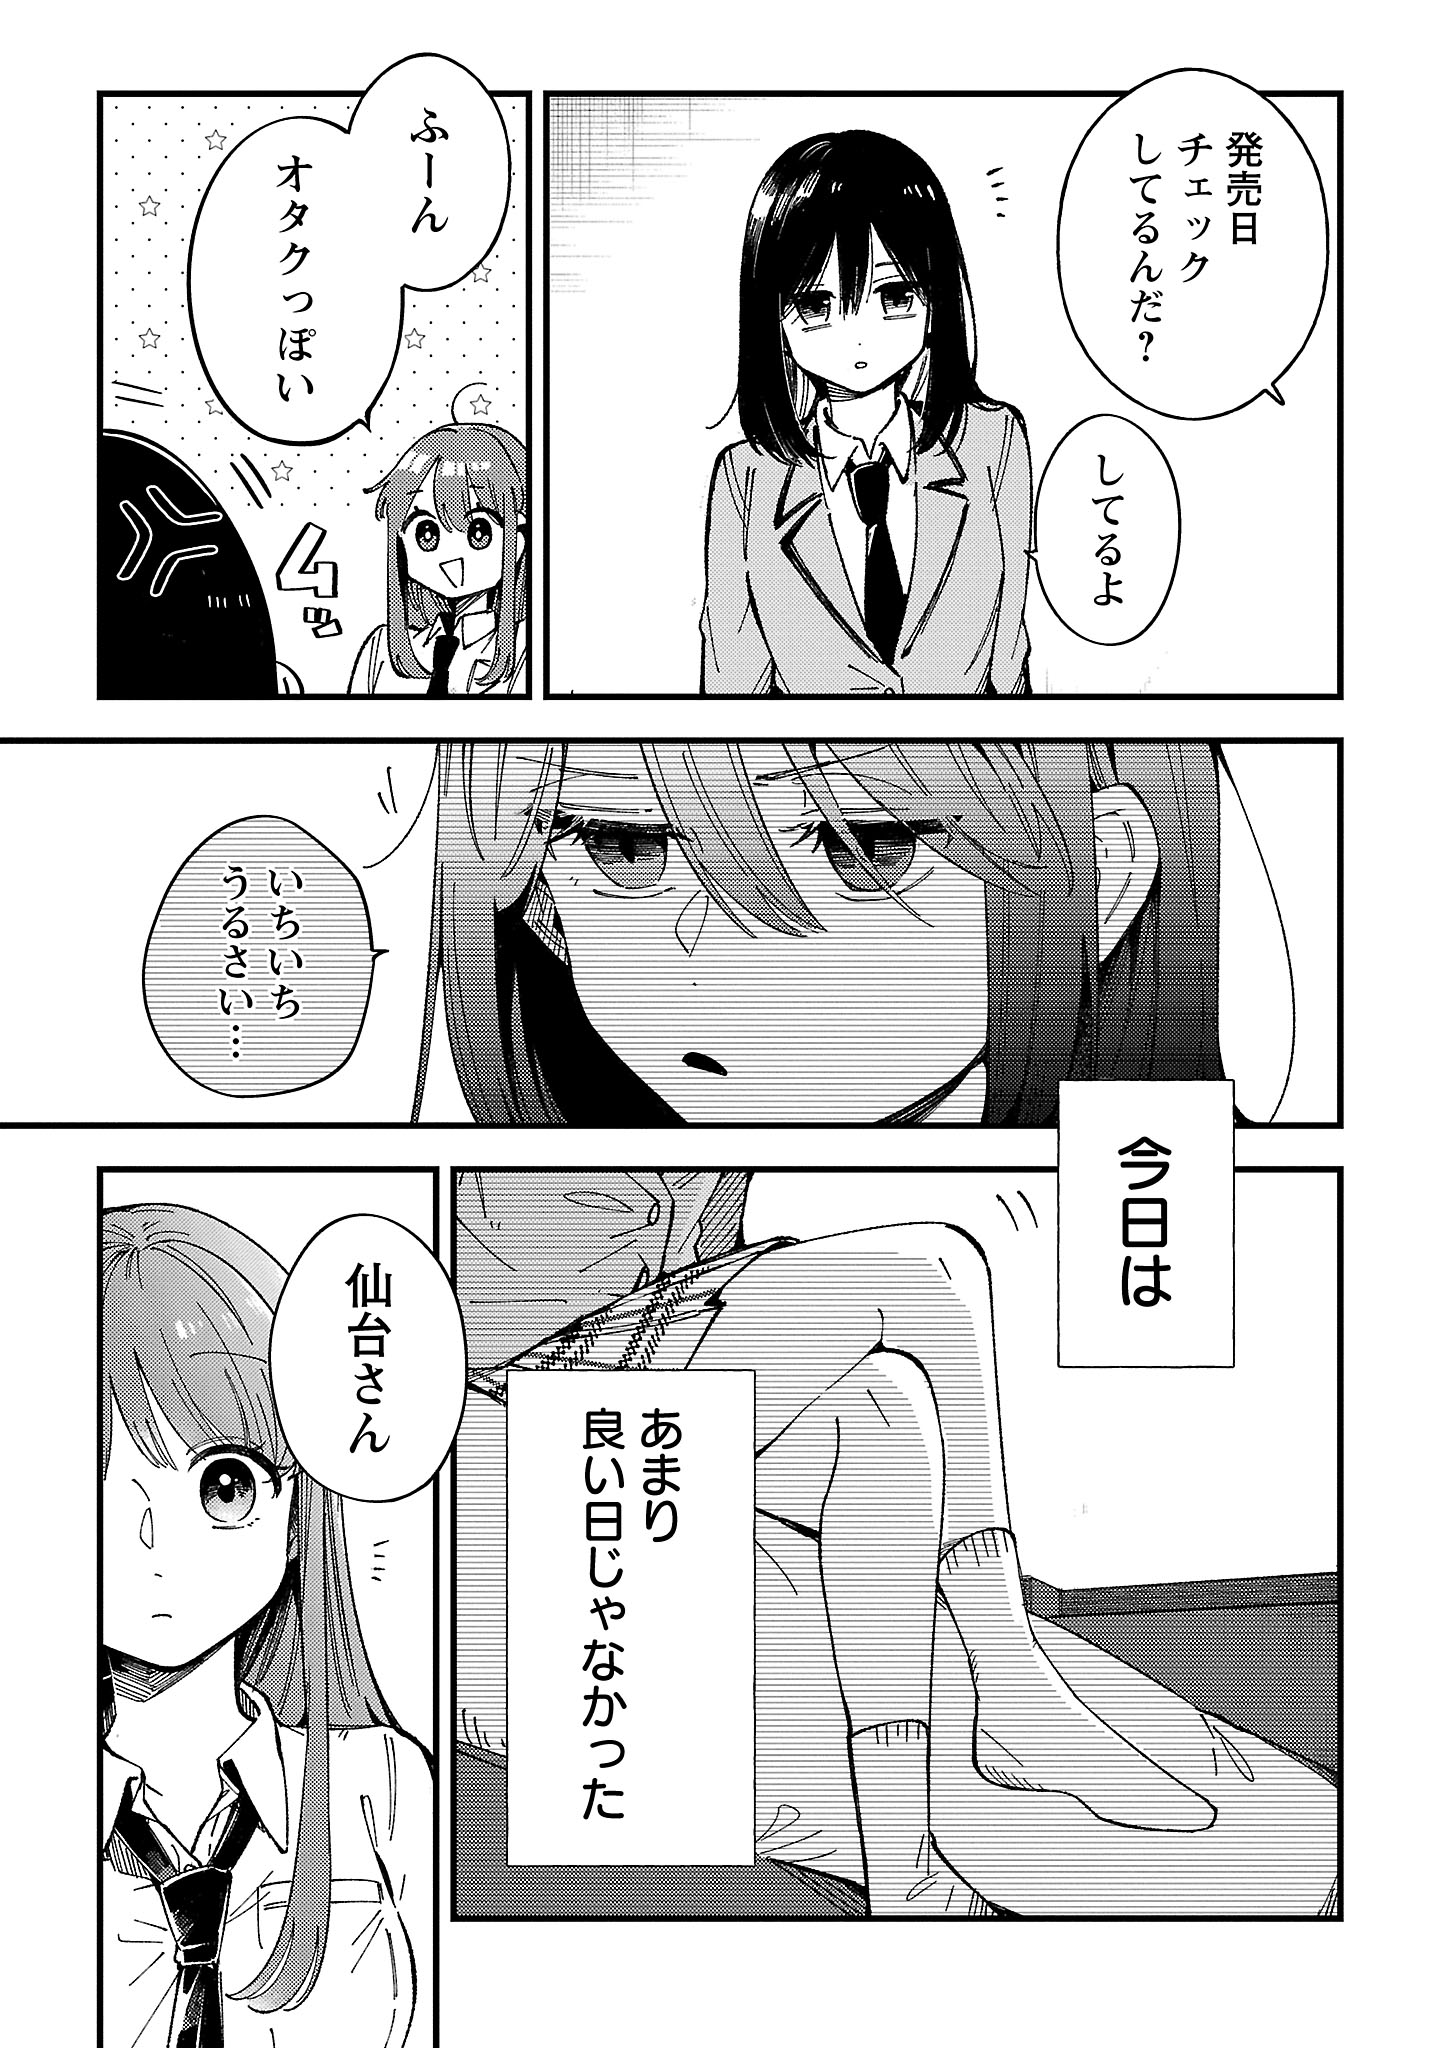 発売日
チェック
してるんだ？
してるよ
ふーん
オタクっぽい
ムッ
いちいち
うるさい…
今日は
あまり
良い日じゃなかった
仙台さん